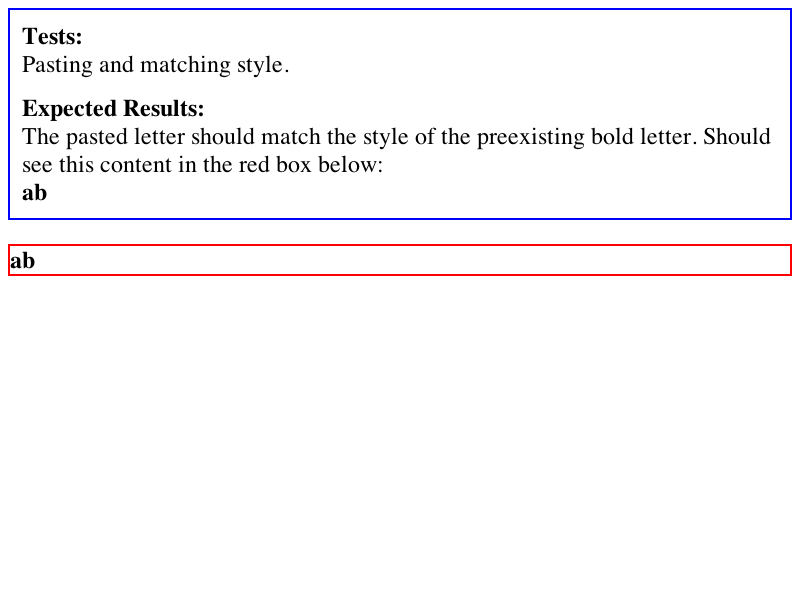 Tests:
Pasting and matching style.
Expected Results:
The pasted letter should match the style of the preexisting bold letter. Should
see this content in the red box below:
ab
ab